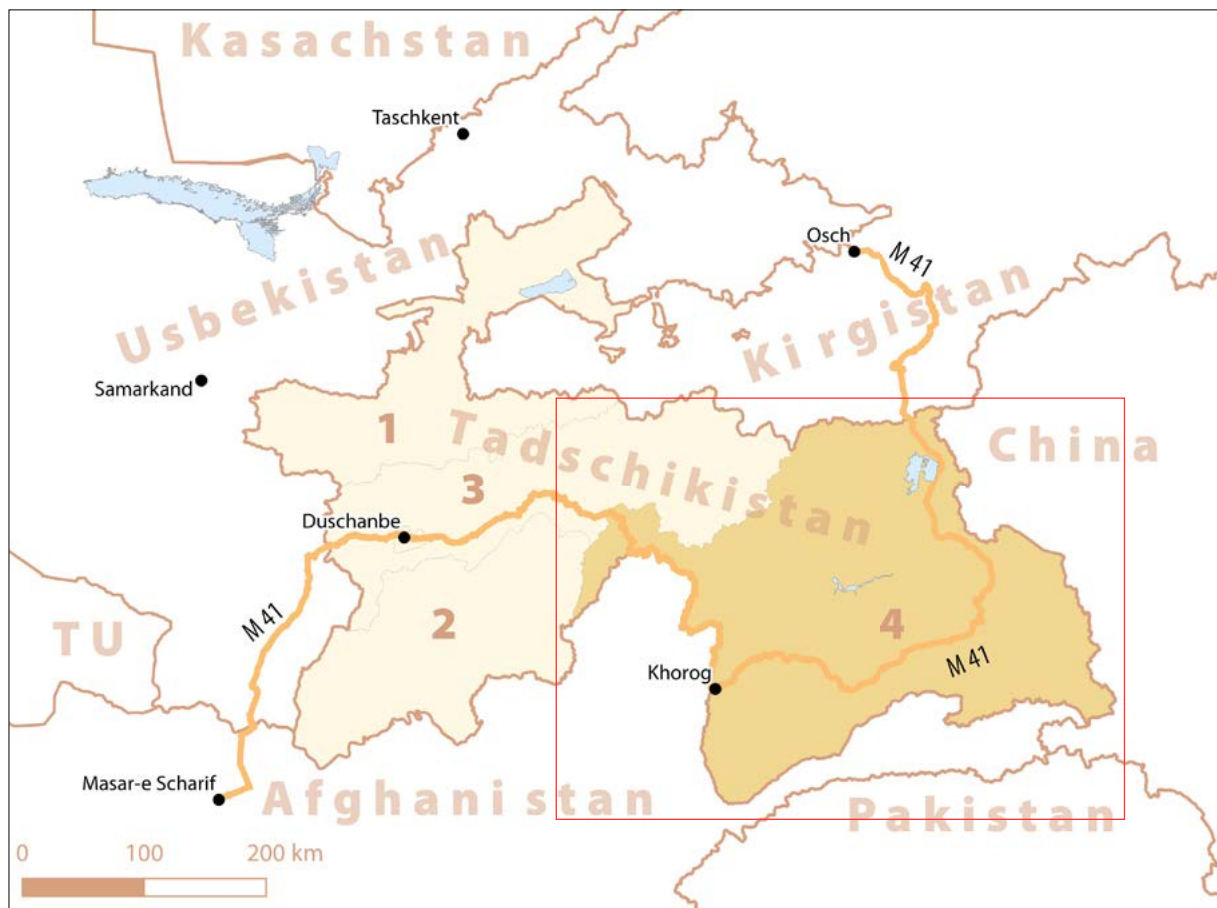 Kasachstan
Taschkent
Osch
M 41
Usbekistan
Kirgistan
Samarkand
1
Tadschikistan
China
3
Duschanbe
M 41
2
4
TU
Khorog
M 41
Masar-e Scharif
Afghanistan
Pakistan
0 100 200 km